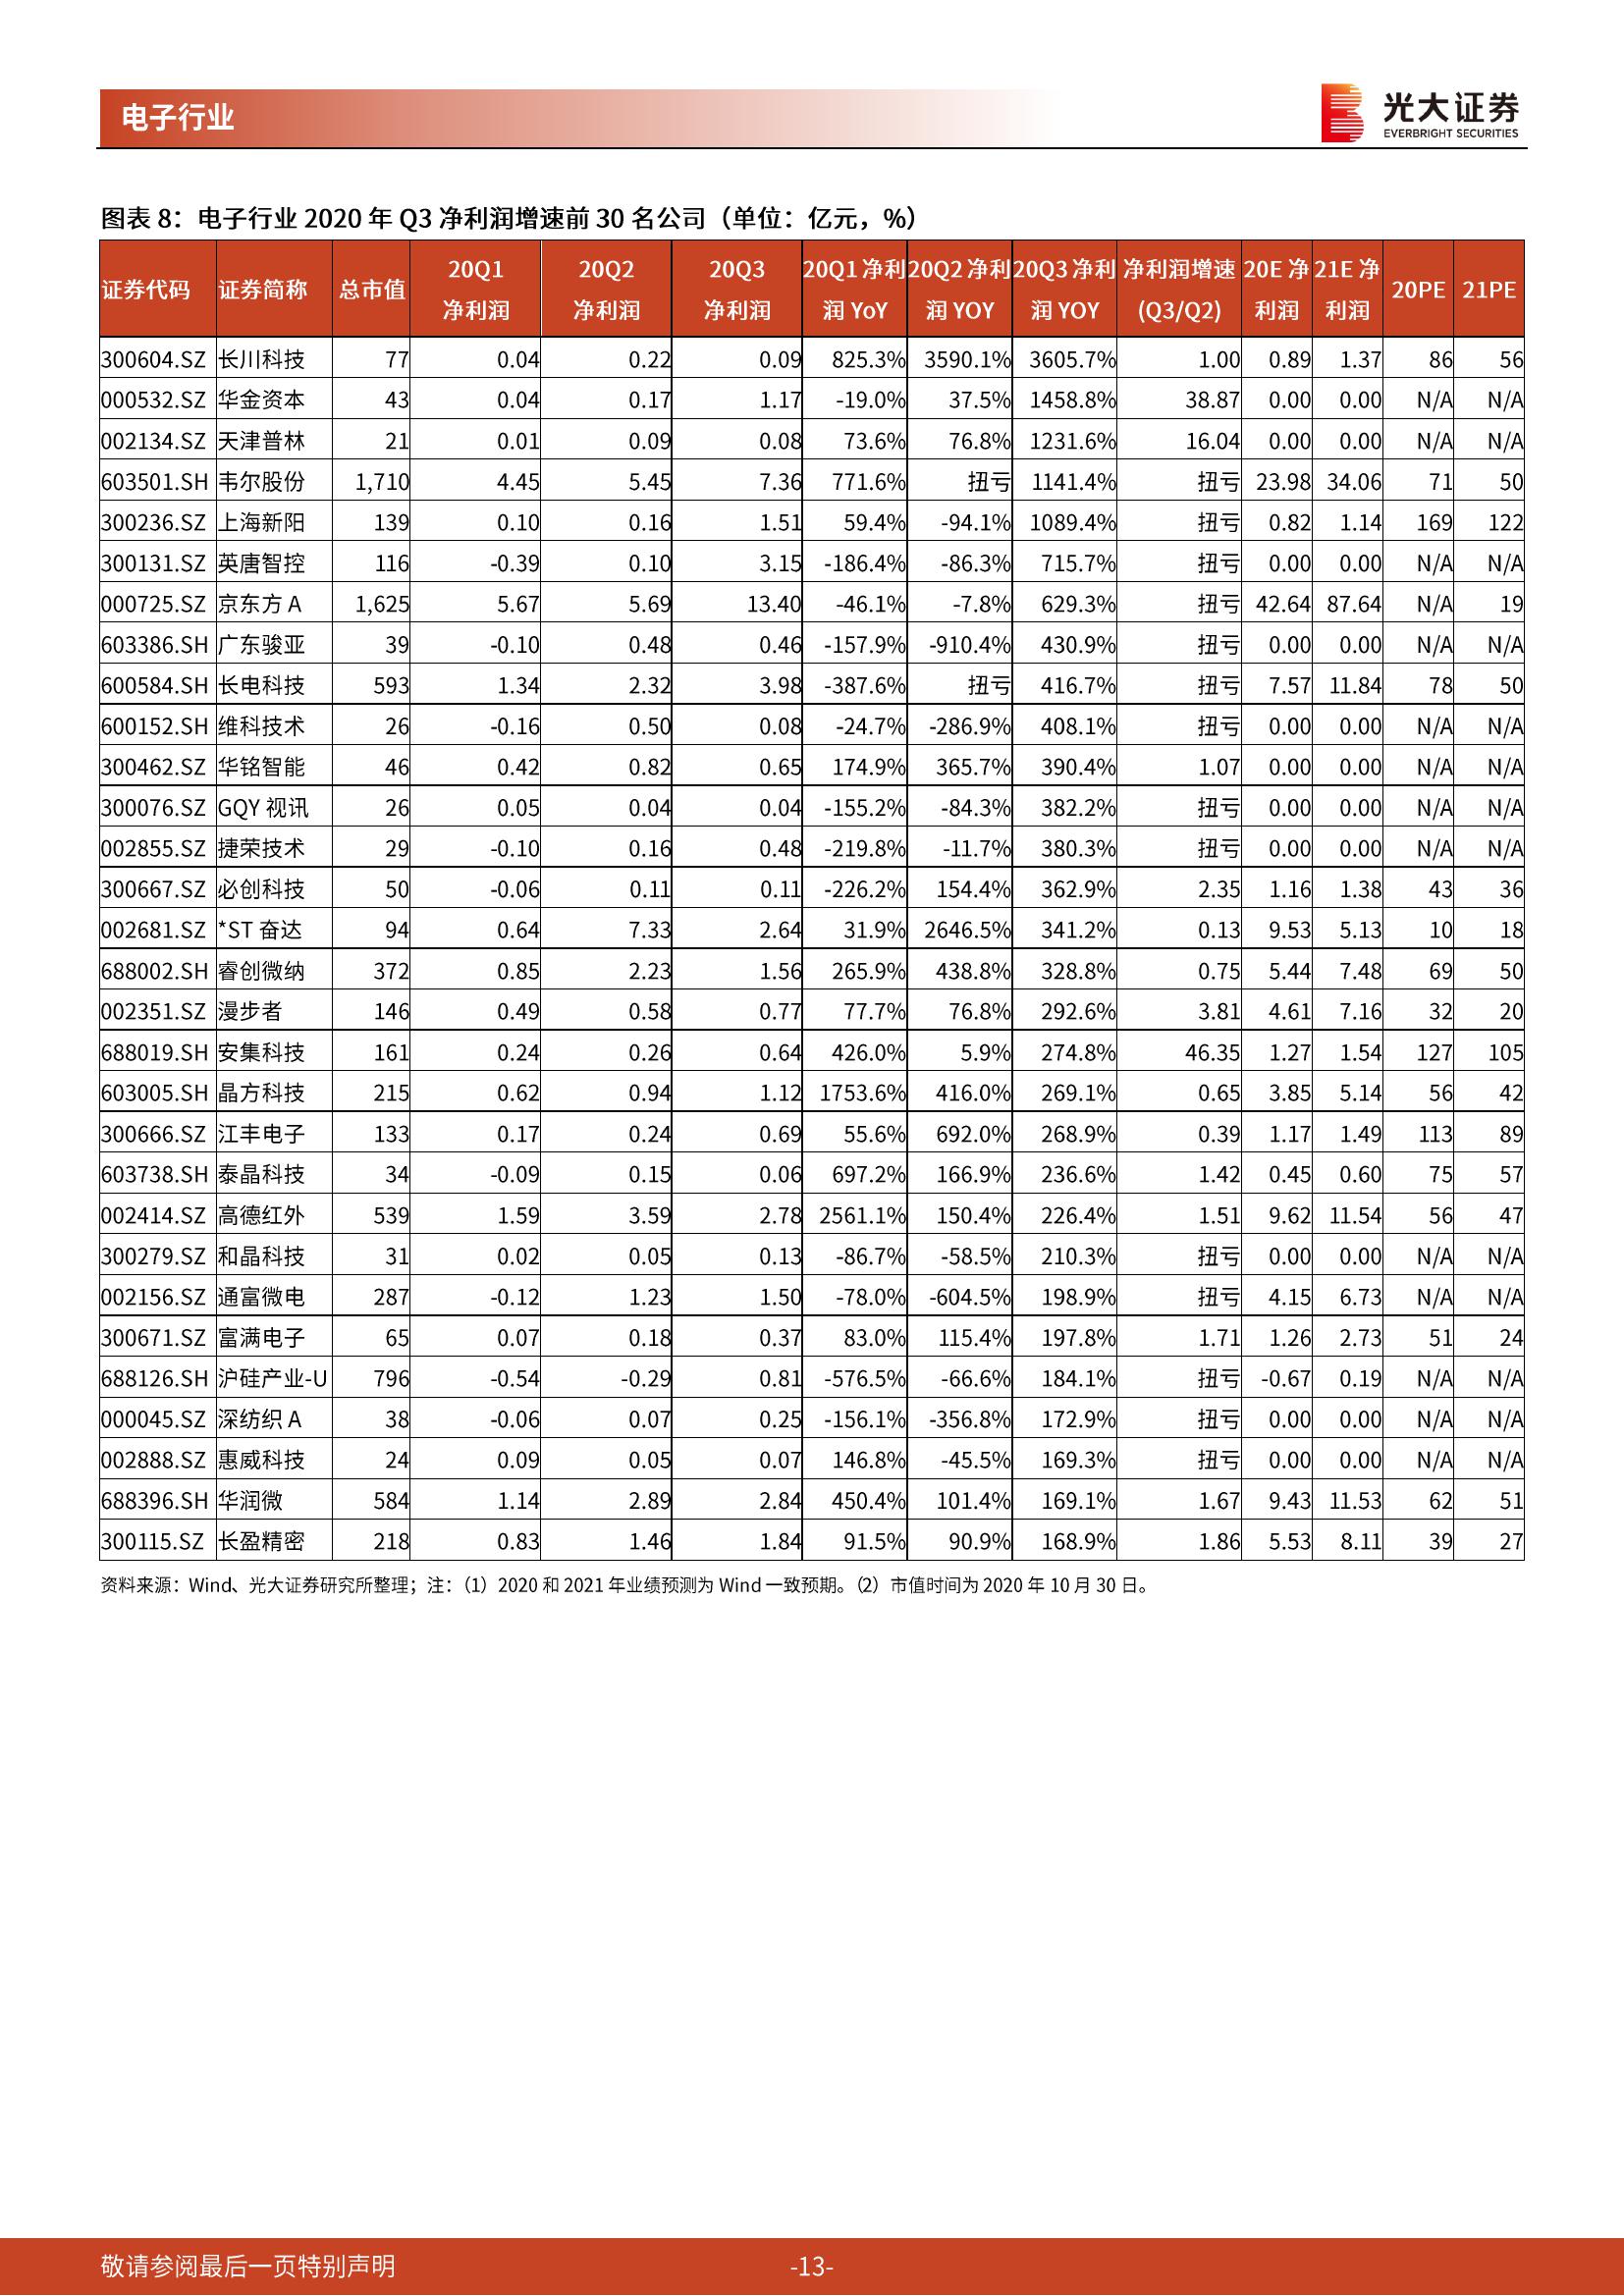 电子行业
光大证券
EVERBRIGHT SECURITIES
图表 8：电子行业 2020 年 Q3 净利润增速前 30 名公司（单位：亿元，%）
证券代码 证券简称 总市值 20Q1 净利润 20Q2 净利润 20Q3 净利润 20Q1 净利润 YoY 20Q2 净利润 YOY 20Q3 净利润 YOY 净利润增速 (Q3/Q2) 20E 净利润 21E 净利润 20PE 21PE
300604.SZ 长川科技 77 0.04 0.22 0.09 825.3% 3590.1% 3605.7% 1.00 0.89 1.37 86 56
000532.SZ 华金资本 43 0.04 0.17 1.17 -19.0% 37.5% 1458.8% 38.87 0.00 0.00 N/A N/A
002134.SZ 天津普林 21 0.01 0.09 0.08 73.6% 76.8% 1231.6% 16.04 0.00 0.00 N/A N/A
603501.SH 韦尔股份 1,710 4.45 5.45 7.36 771.6% 扭亏 1141.4% 扭亏 23.98 34.06 71 50
300236.SZ 上海新阳 139 0.10 0.16 1.51 59.4% -94.1% 1089.4% 扭亏 0.82 1.14 169 122
300131.SZ 英唐智控 116 -0.39 0.10 3.15 -186.4% -86.3% 715.7% 扭亏 0.00 0.00 N/A N/A
000725.SZ 京东方 A 1,625 5.67 5.69 13.40 -46.1% -7.8% 629.3% 扭亏 42.64 87.64 N/A 19
603386.SH 广东骏亚 39 -0.10 0.48 0.46 -157.9% -910.4% 430.9% 扭亏 0.00 0.00 N/A N/A
600584.SH 长电科技 593 1.34 2.32 3.98 -387.6% 扭亏 416.7% 扭亏 7.57 11.84 78 50
600152.SH 维科技术 26 -0.16 0.50 0.08 -24.7% -286.9% 408.1% 扭亏 0.00 0.00 N/A N/A
300462.SZ 华铭智能 46 0.42 0.82 0.65 174.9% 365.7% 390.4% 1.07 0.00 0.00 N/A N/A
300076.SZ GQY 视讯 26 0.05 0.04 0.04 -155.2% -84.3% 382.2% 扭亏 0.00 0.00 N/A N/A
002855.SZ 捷荣技术 29 -0.10 0.16 0.48 -219.8% -11.7% 380.3% 扭亏 0.00 0.00 N/A N/A
300667.SZ 必创科技 50 -0.06 0.11 0.11 -226.2% 154.4% 362.9% 2.35 1.16 1.38 43 36
002681.SZ *ST 奋达 94 0.64 7.33 2.64 31.9% 2646.5% 341.2% 0.13 9.53 5.13 10 18
688002.SH 睿创微纳 372 0.85 2.23 1.56 265.9% 438.8% 328.8% 0.75 5.44 7.48 69 50
002351.SZ 漫步者 146 0.49 0.58 0.77 77.7% 76.8% 292.6% 3.81 4.61 7.16 32 20
688019.SH 安集科技 161 0.24 0.26 0.64 426.0% 5.9% 274.8% 46.35 1.27 1.54 127 105
603005.SH 晶方科技 215 0.62 0.94 1.12 1753.6% 416.0% 269.1% 0.65 3.85 5.14 56 42
300666.SZ 江丰电子 133 0.17 0.24 0.69 55.6% 692.0% 268.9% 0.39 1.17 1.49 113 89
603738.SH 泰晶科技 34 -0.09 0.15 0.06 697.2% 166.9% 236.6% 1.42 0.45 0.60 75 57
002414.SZ 高德红外 539 1.59 3.59 2.78 2561.1% 150.4% 226.4% 1.51 9.62 11.54 56 47
300279.SZ 和晶科技 31 0.02 0.05 0.13 -86.7% -58.5% 210.3% 扭亏 0.00 0.00 N/A N/A
002156.SZ 通富微电 287 -0.12 1.23 1.50 -78.0% -604.5% 198.9% 扭亏 4.15 6.73 N/A N/A
300671.SZ 富满电子 65 0.07 0.18 0.37 83.0% 115.4% 197.8% 1.71 1.26 2.73 51 24
688126.SH 沪硅产业-U 796 -0.54 -0.29 0.81 -576.5% -66.6% 184.1% 扭亏 -0.67 0.19 N/A N/A
000045.SZ 深纺织 A 38 -0.06 0.07 0.25 -156.1% -356.8% 172.9% 扭亏 0.00 0.00 N/A N/A
002888.SZ 惠威科技 24 0.09 0.05 0.07 146.8% -45.5% 169.3% 扭亏 0.00 0.00 N/A N/A
688396.SH 华润微 584 1.14 2.89 2.84 450.4% 101.4% 169.1% 1.67 9.43 11.53 62 51
300115.SZ 长盈精密 218 0.83 1.46 1.84 91.5% 90.9% 168.9% 1.86 5.53 8.11 39 27
资料来源：Wind、光大证券研究所整理；注：（1）2020 和 2021 年业绩预测为 Wind 一致预期。（2）市值时间为 2020 年 10 月 30 日。
敬请参阅最后一页特别声明 -13-